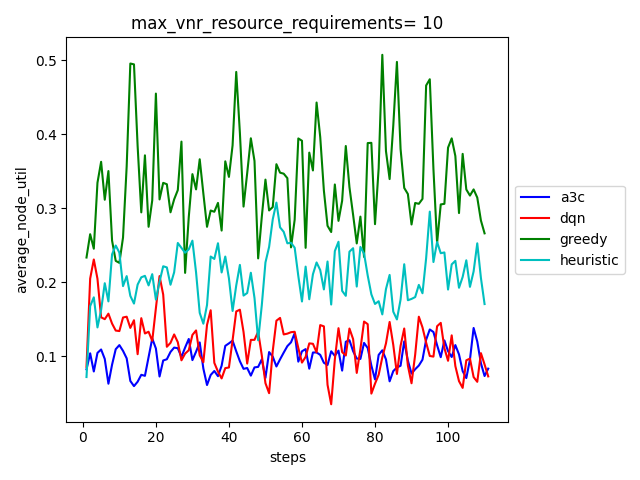 max_vnr_resource_requirements= 10
average_node_util
0.5
0.4
0.3
0.2
0.1
0 20 40 60 80 100
steps
a3c
dqn
greedy
heuristic